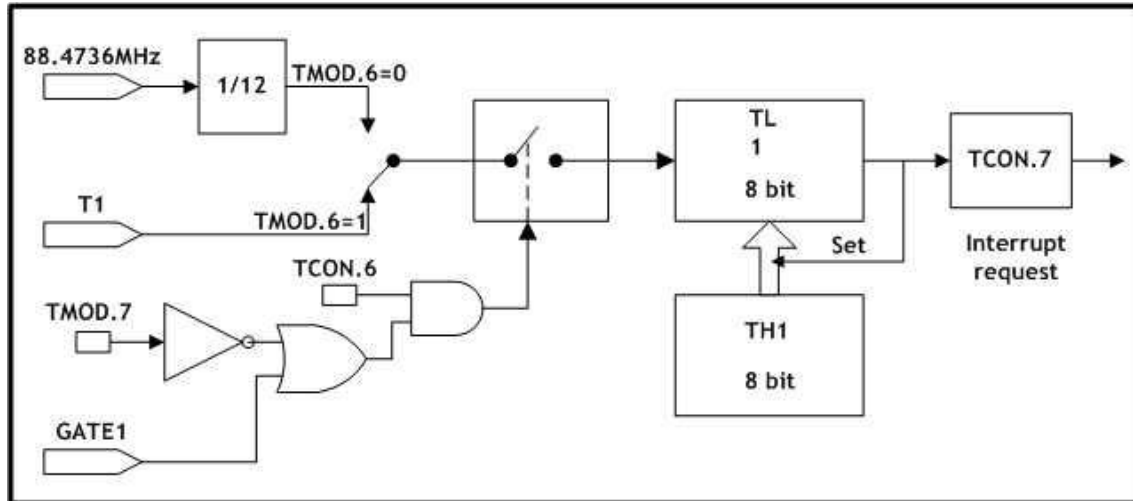 88.4736MHz
1/12
TMOD.6=0
T1
TMOD.6=1
TCON.6
TMOD.7
GATE1
TL
1
8 bit
Set
TH1
8 bit
TCON.7
Interrupt
request